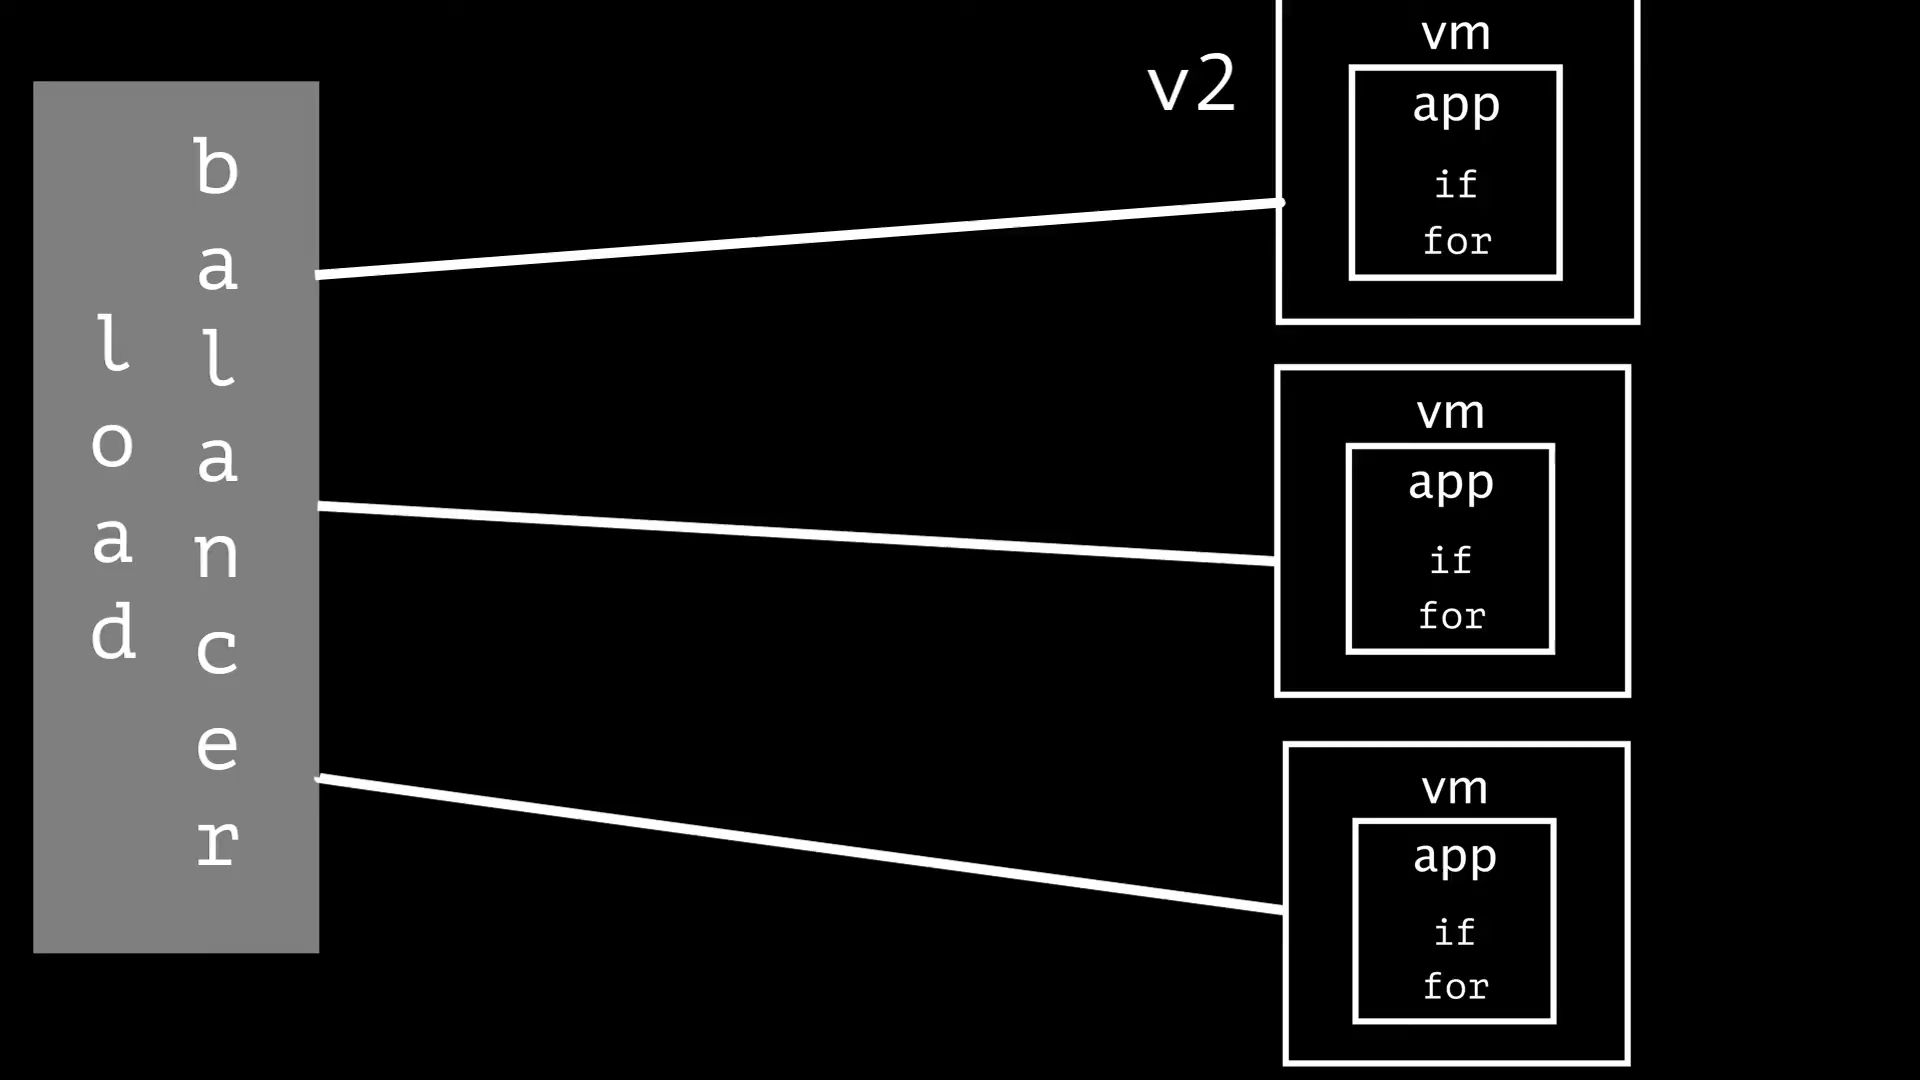 load
balancer
v2
vm
app
if
for
vm
app
if
for
vm
app
if
for